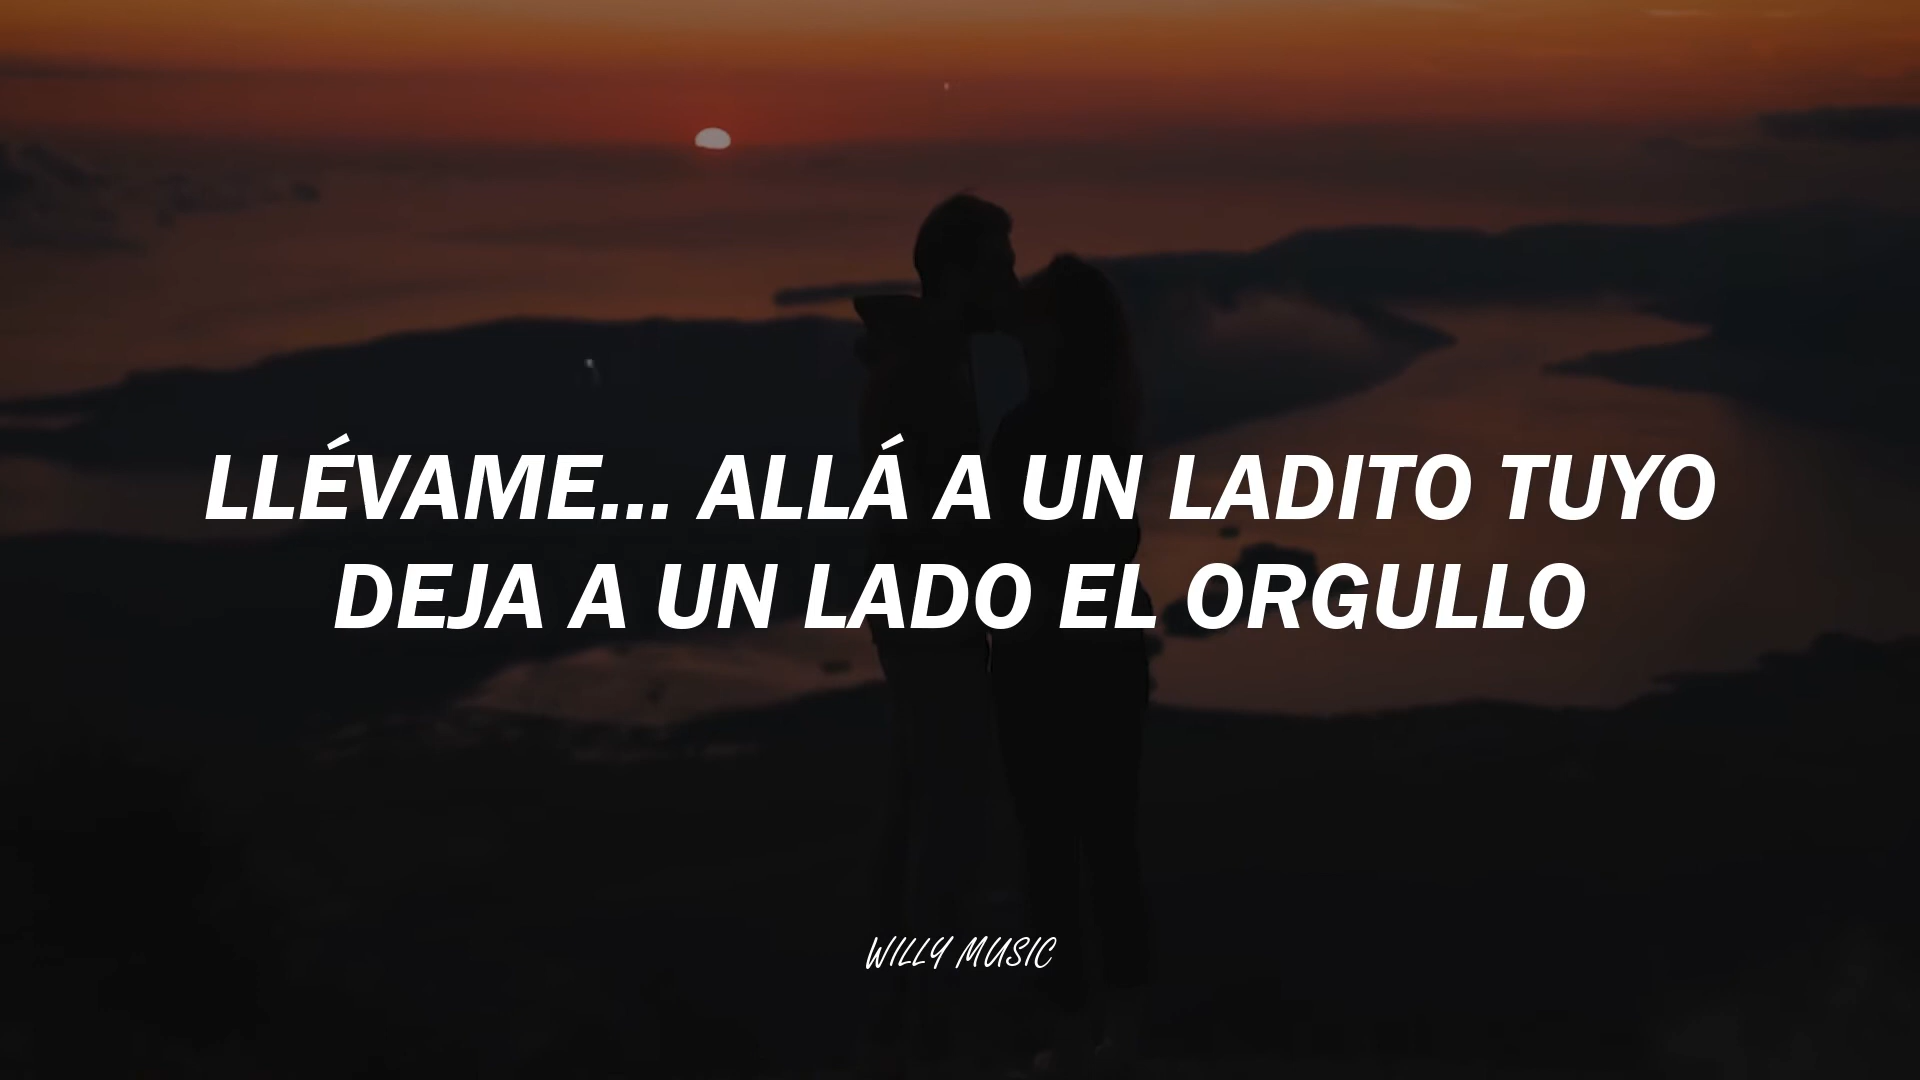 LLÉVAME... ALLÁ A UN LADITO TUYO
DEJA A UN LADO EL ORGULLO
WILLY MUSIC